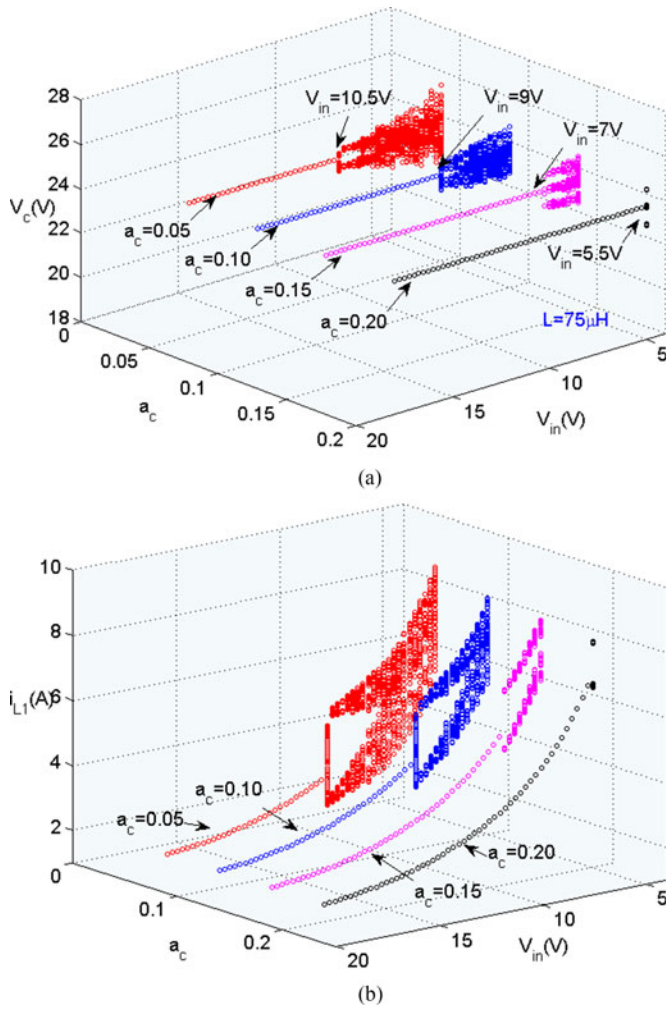 28
26
24
22
20
18
V_c(V)
V_in=10.5V
V_in=9V
V_in=7V
V_in=5.5V
a_c=0.05
a_c=0.10
a_c=0.15
a_c=0.20
L=75μH
0
0.05
0.1
0.15
0.2
a_c
20
15
10
5
V_in(V)
(a)
10
8
6
4
2
i_L1(A)
a_c=0.05
a_c=0.10
a_c=0.15
a_c=0.20
0
0.1
0.2
a_c
20
15
10
5
V_in(V)
(b)